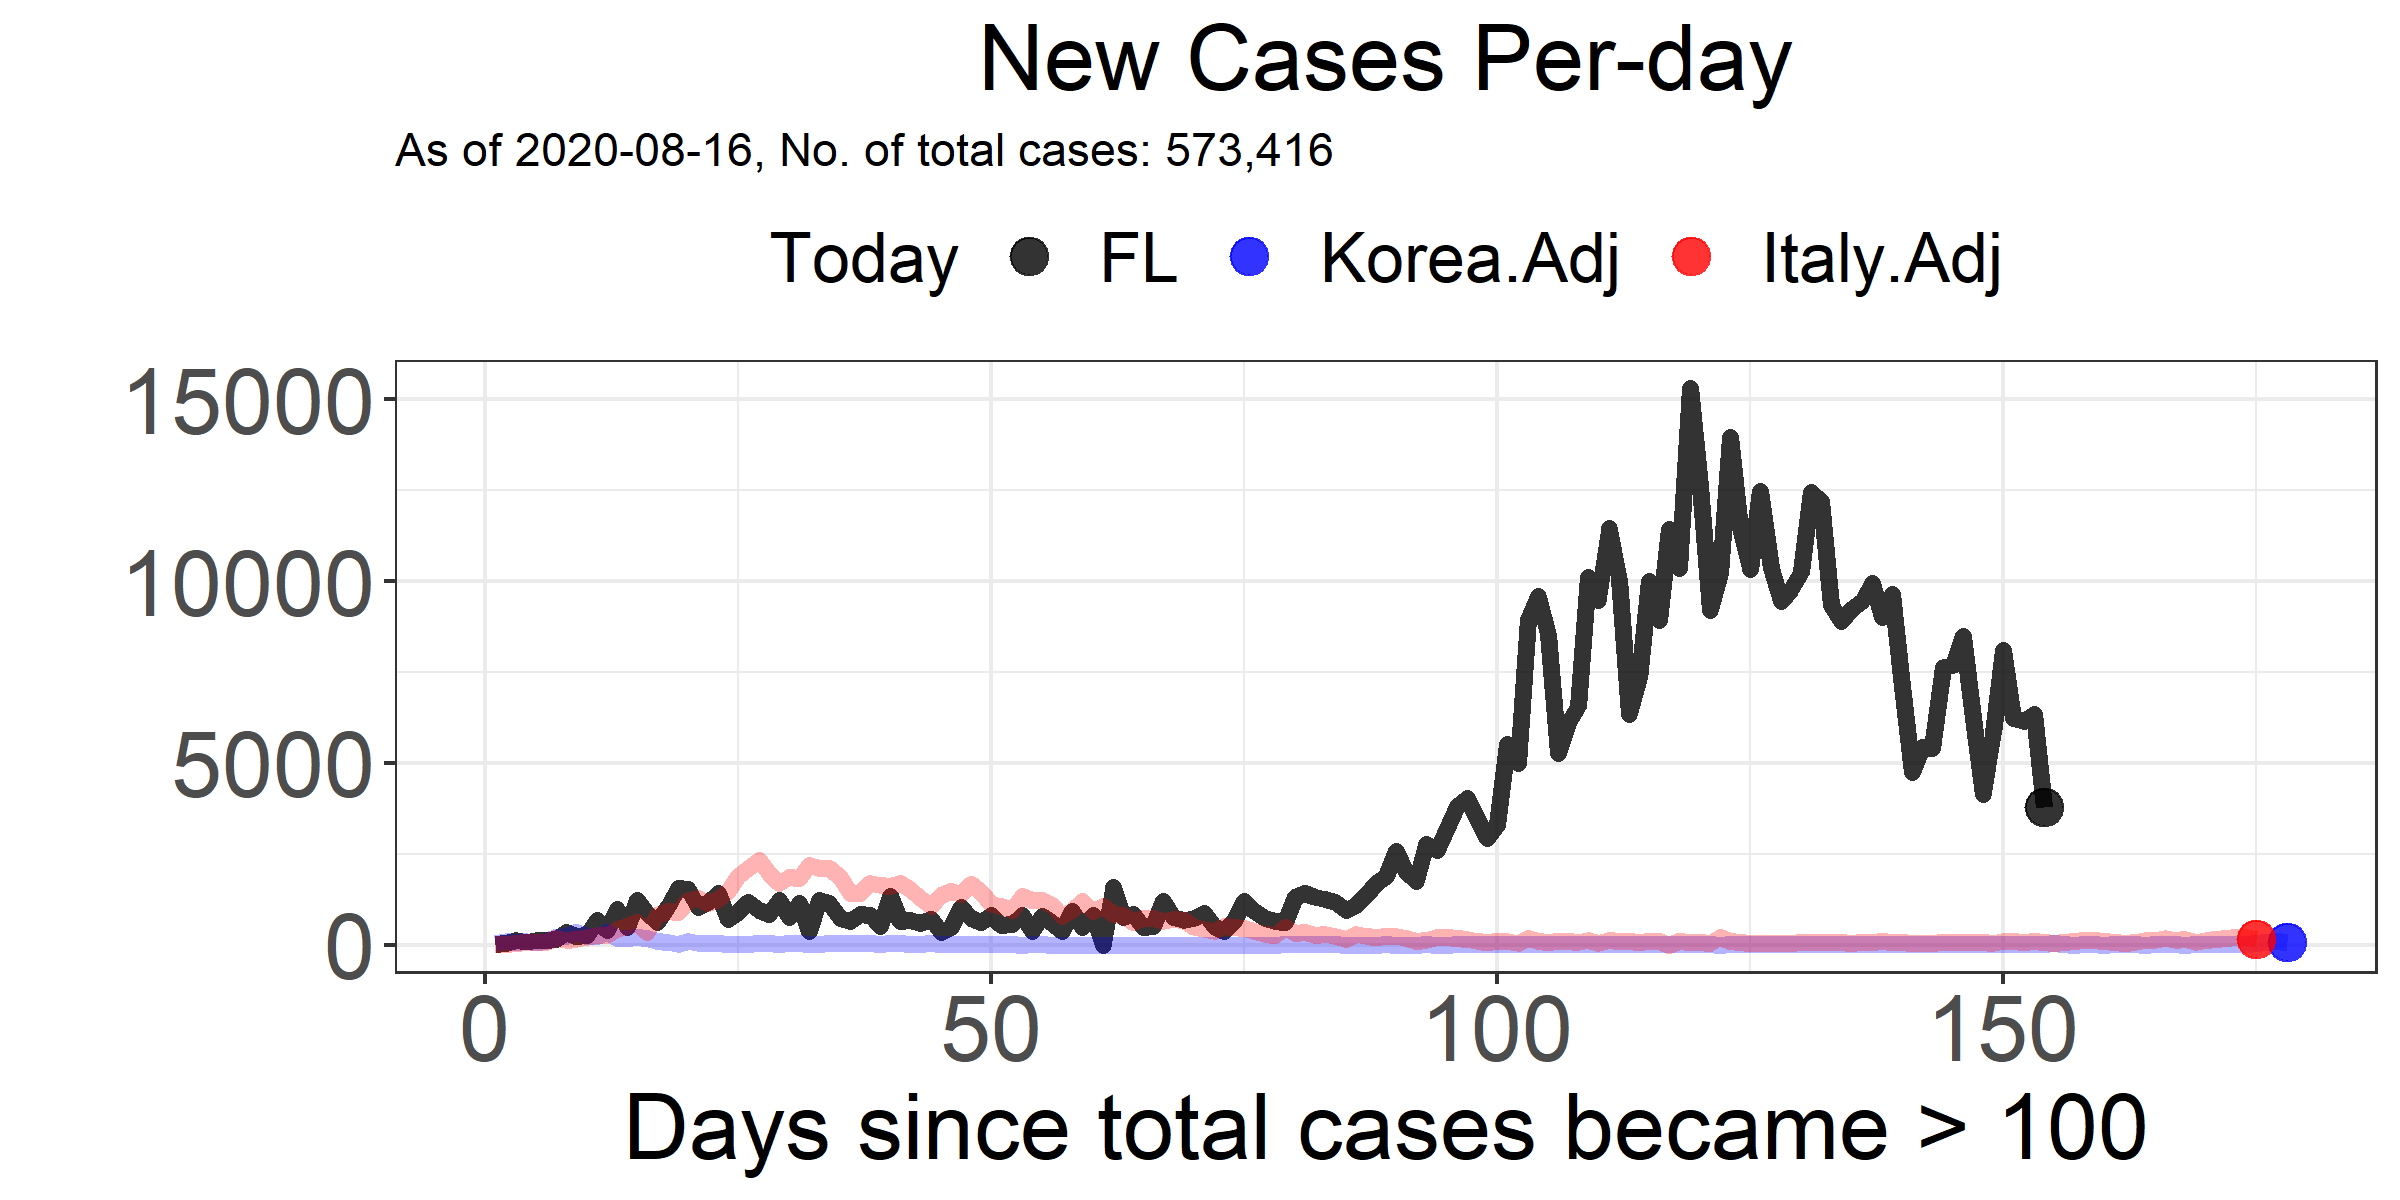 New Cases Per-day
As of 2020-08-16, No. of total cases: 573,416
Today FL Korea.Adj Italy.Adj
15000
10000
5000
0
0 50 100 150
Days since total cases became > 100